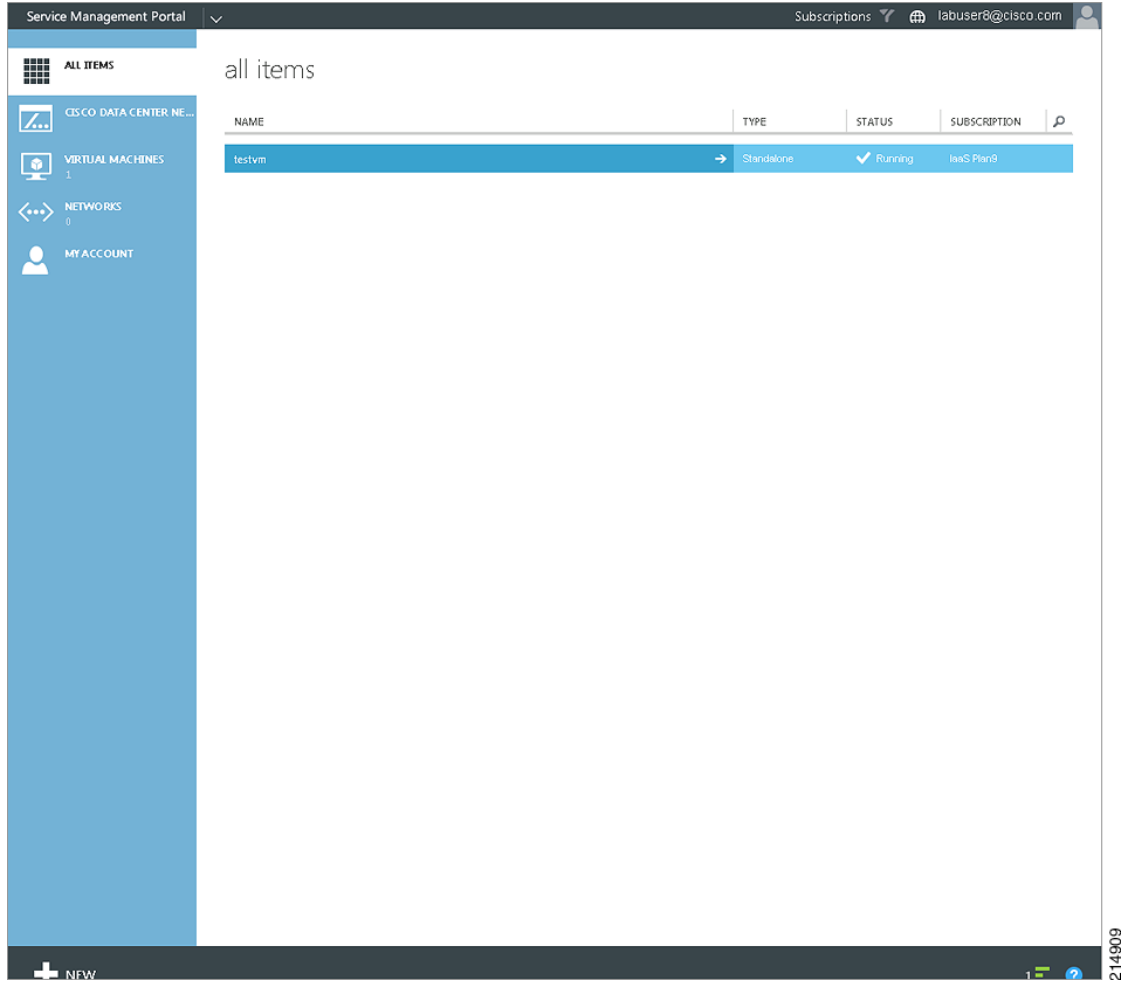 Service Management Portal Subscriptions labuser8@cisco.com
ALL ITEMS
all items
CISCO DATA CENTER NE...
NAME TYPE STATUS SUBSCRIPTION
VIRTUAL MACHINES
1
testvm Standalone Running IaaS Plan9
NETWORKS
0
MY ACCOUNT
NEW 1 ?
214909